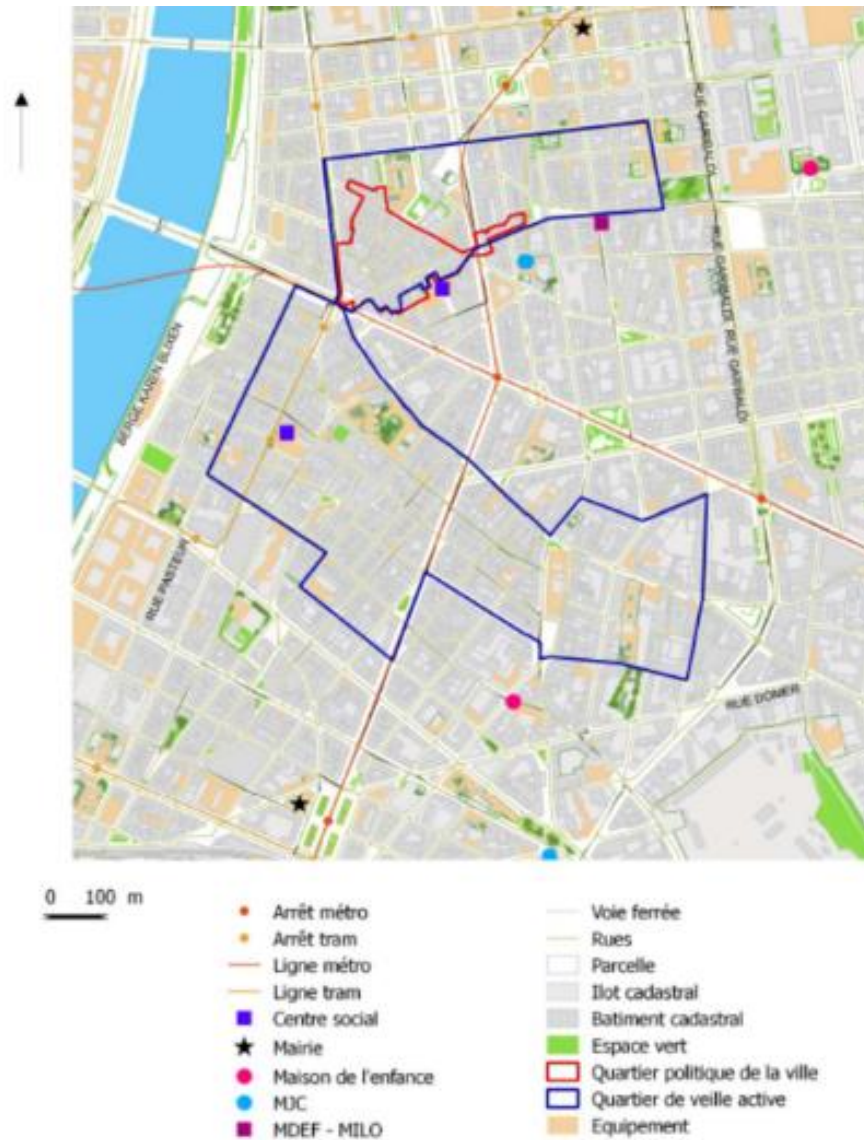 RUE GARIBALDI
RUE GARIBALDI RUE GARIBALDI
BERGE KAREN BLIXEN
RUE PASTEUR
RUE DOMER
0 100 m
Arrêt métro
Arrêt tram
Ligne métro
Ligne tram
Centre social
Mairie
Maison de l'enfance
MJC
MDEF - MILO
Voie ferrée
Rues
Parcelle
Ilot cadastral
Batiment cadastral
Espace vert
Quartier politique de la ville
Quartier de veille active
Equipement